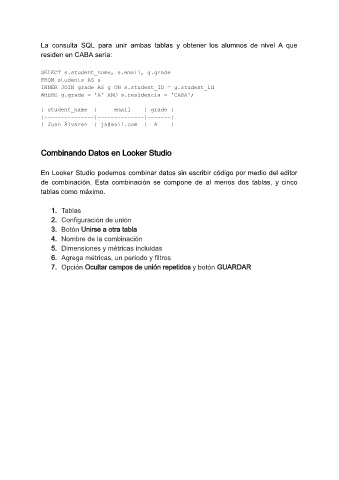 La consulta SQL para unir ambas tablas y obtener los alumnos de nivel A que
residen en CABA sería:
SELECT s.student_name, s.email, g.grade
FROM students AS s
INNER JOIN grade AS g ON s.student_ID = g.student_id
WHERE g.grade = 'A' AND s.residencia = 'CABA';
| student_name | email | grade |
|---------------|--------------|-------|
| Juan Alvarez | ja@mail.com | A |
Combinando Datos en Looker Studio
En Looker Studio podemos combinar datos sin escribir código por medio del editor
de combinación. Esta combinación se compone de al menos dos tablas, y cinco
tablas como máximo.
1. Tablas
2. Configuración de unión
3. Botón Unirse a otra tabla
4. Nombre de la combinación
5. Dimensiones y métricas incluidas
6. Agrega métricas, un período y filtros
7. Opción Ocultar campos de unión repetidos y botón GUARDAR